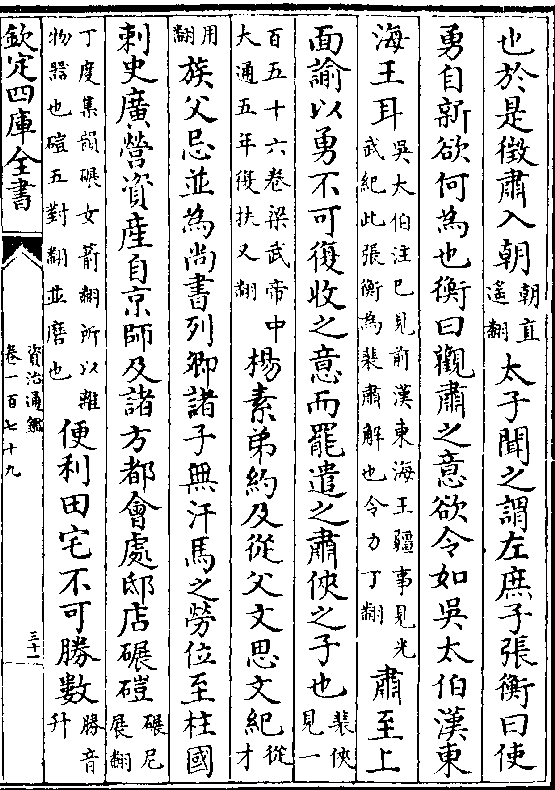 也於是徵肅入朝朝直遥翻太子聞之謂左庶子張衡曰使
勇自新欲何為也衡曰觀肅之意欲令如吳太伯漢東
海王耳吳大伯注巳見前漢東海王疆事見光武紀此張衡為裴肅解也令力丁翻肅至上
面諭以勇不可復收之意而罷遣之肅俠之子也裴俠見一
百五十六卷梁武帝中大通五年復扶又翻楊素弟約及從父文思文紀從才
用翻族父忌並為尚書列卿諸子無汗馬之勞位至柱國
刺史廣營資産自京師及諸方都會處邸店碾磑碾尼展翻
丁度集韻碾女箭翻所以離物器也磑五對翻並磨也便利田宅不可勝數勝音升
欽定四庫全書
資治通鑑
卷一百七十九
三十一